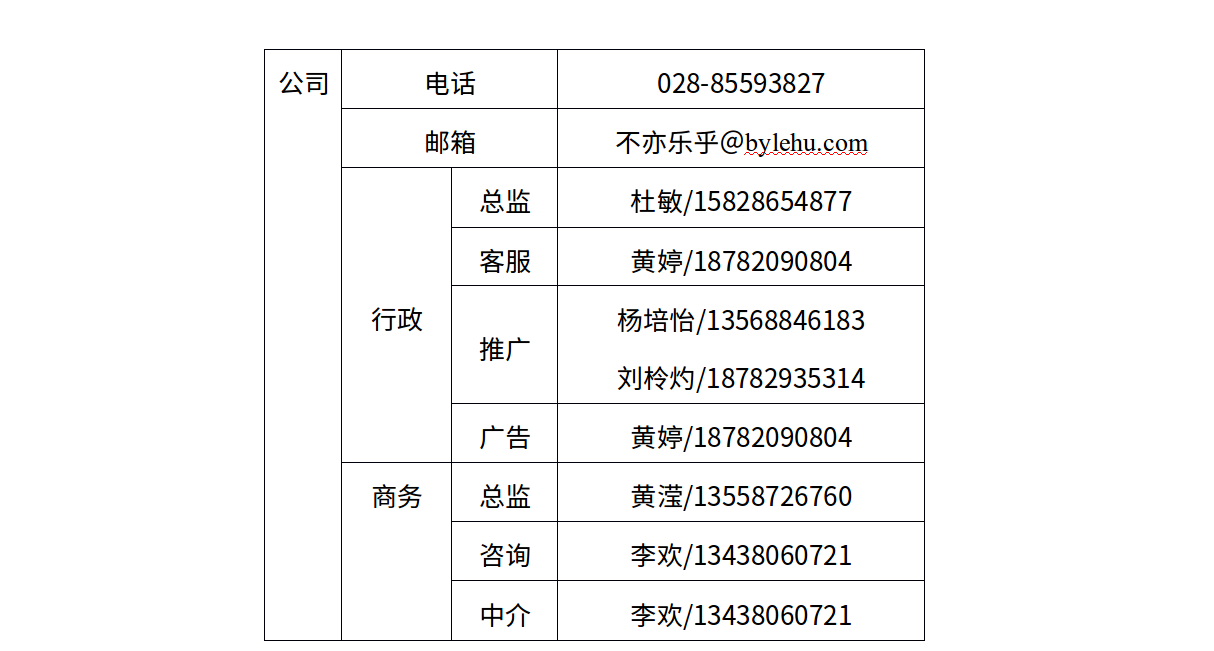 公司 电话 028-85593827
邮箱 不亦乐乎@bylehu.com
行政 总监 杜敏/15828654877
客服 黄婷/18782090804
推广 杨培怡/13568846183
刘柃灼/18782935314
广告 黄婷/18782090804
商务 总监 黄滢/13558726760
咨询 李欢/13438060721
中介 李欢/13438060721